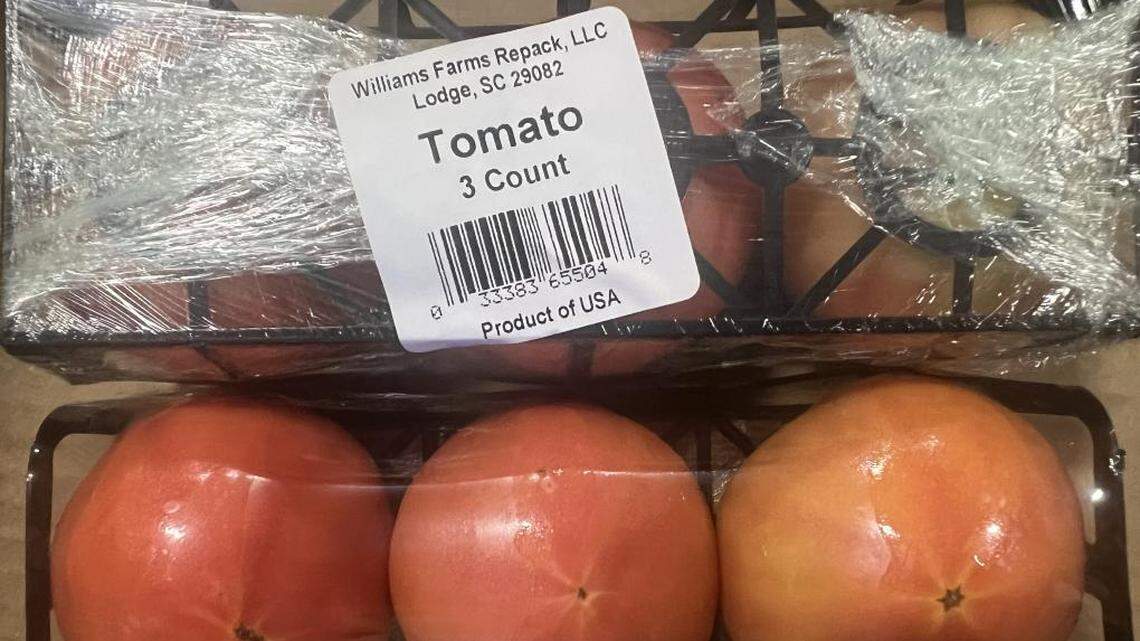 Williams Farms Repack, LLC
Lodge, SC 29082
Tomato
3 Count
0 33383 65504 8
Product of USA